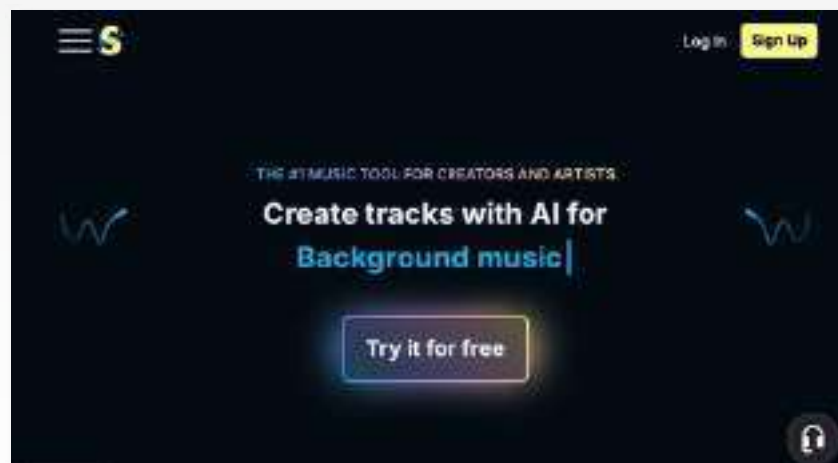 S
Log in
Sign Up
THE #1 MUSIC TOOL FOR CREATORS AND ARTISTS.
Create tracks with AI for
Background music
Try it for free